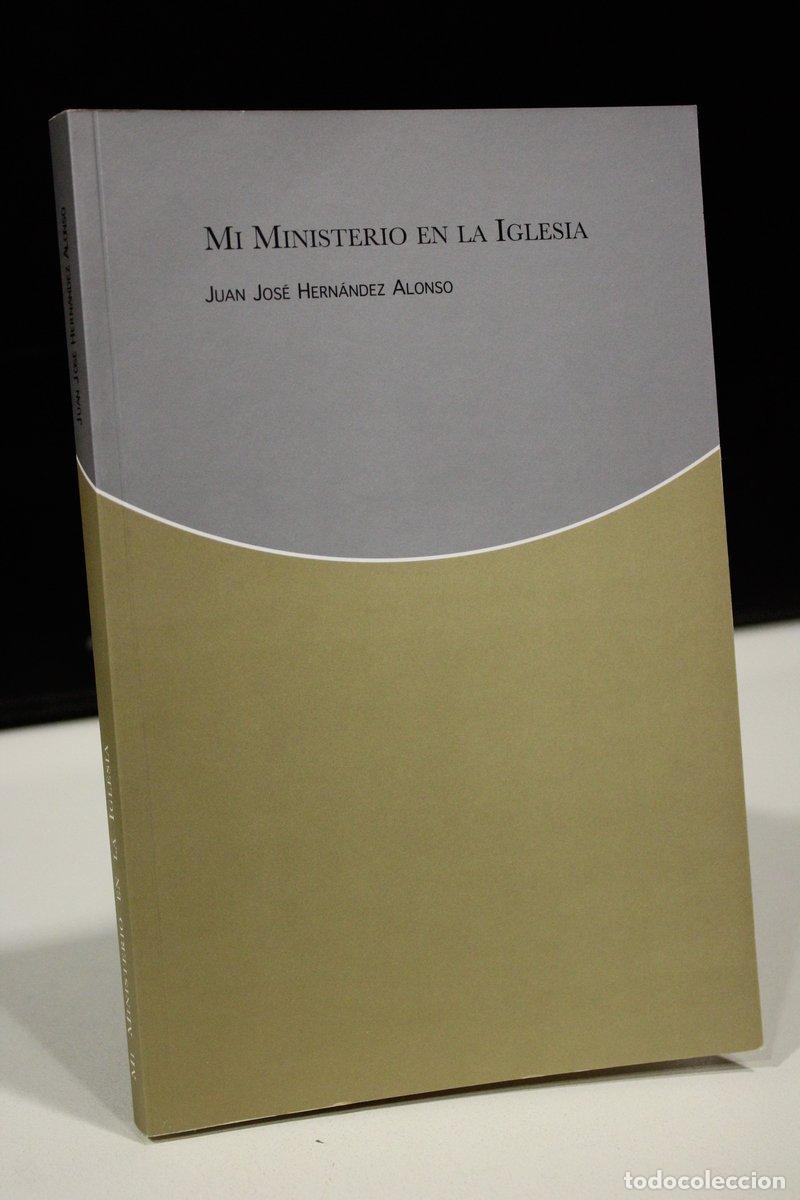 MI MINISTERIO EN LA IGLESIA
JUAN JOSÉ HERNÁNDEZ ALONSO
JUAN JOSÉ HERNÁNDEZ ALONSO
MI MINISTERIO EN LA IGLESIA
todocoleccion